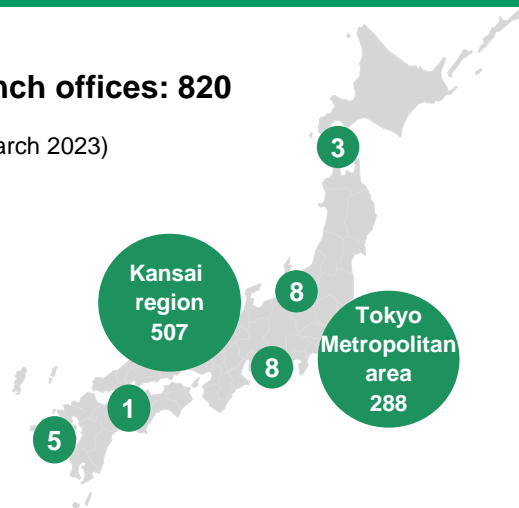 nch offices: 820
arch 2023)
3
Kansai
region
507
8
Tokyo
Metropolitan
area
288
8
1
5